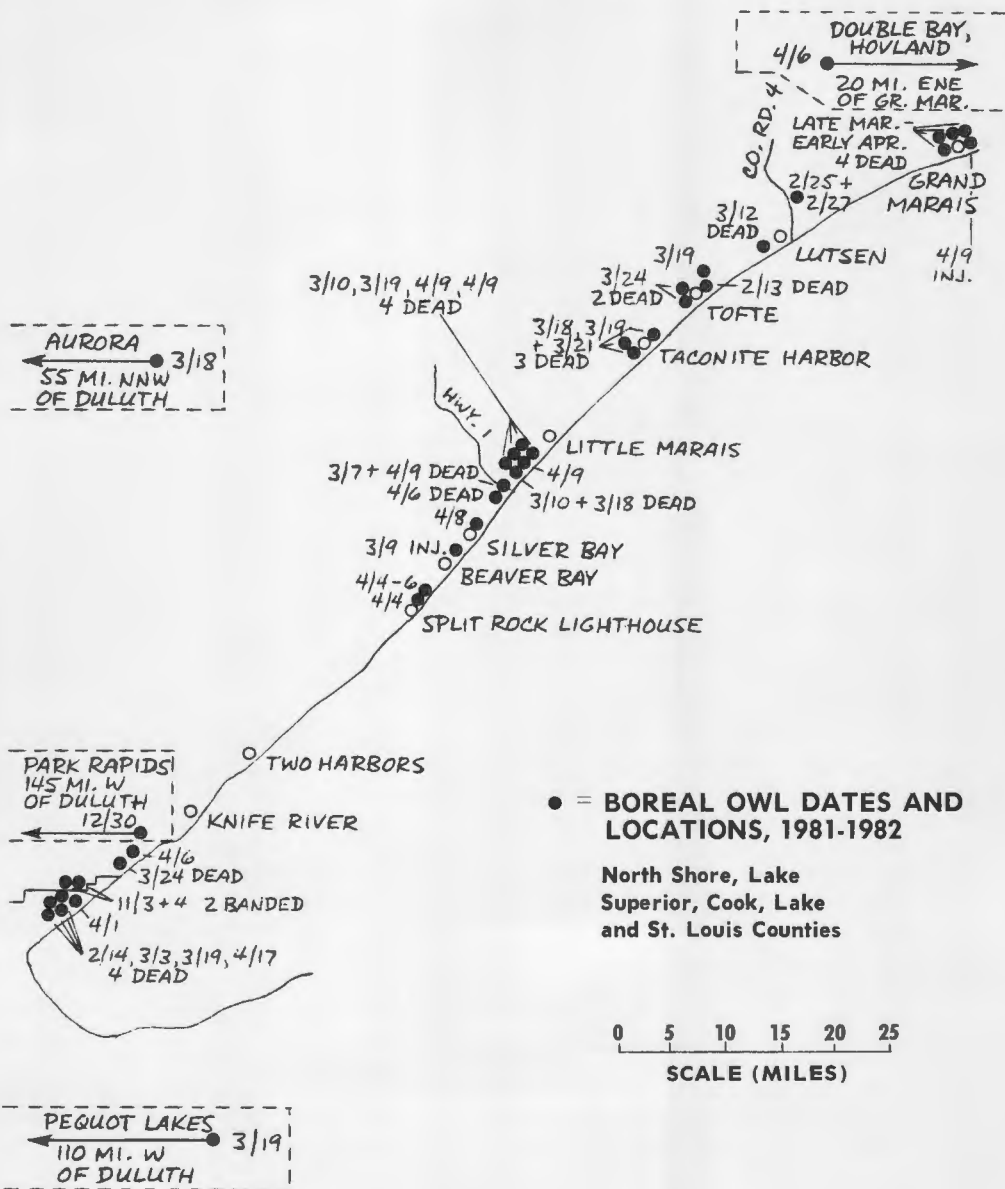 DOUBLE BAY,
HOVLAND
4/6
20 MI. ENE
OF GR. MAR.
CO. RD. 4
LATE MAR.-
EARLY APR.
4 DEAD
GRAND
MARAIS
4/9
INJ.
2/25 +
2/27
3/12
DEAD
LUTSEN
3/19
3/24
2 DEAD
2/13 DEAD
TOFTE
3/18, 3/19
+ 3/21
3 DEAD
TACONITE HARBOR
3/10, 3/19, 4/9, 4/9
4 DEAD
AURORA
3/18
55 MI. NNW
OF DULUTH
HWY. 1
LITTLE MARAIS
4/9
3/7 + 4/9 DEAD
4/6 DEAD
3/10 + 3/18 DEAD
4/8
SILVER BAY
3/9 INJ.
BEAVER BAY
4/4-6
4/4
SPLIT ROCK LIGHTHOUSE
TWO HARBORS
PARK RAPIDS
145 MI. W
OF DULUTH
12/30
KNIFE RIVER
4/6
3/24 DEAD
11/3 + 4 2 BANDED
4/1
2/14, 3/3, 3/19, 4/17
4 DEAD
● = BOREAL OWL DATES AND
LOCATIONS, 1981-1982
North Shore, Lake
Superior, Cook, Lake
and St. Louis Counties
0 5 10 15 20 25
SCALE (MILES)
PEQUOT LAKES
3/19
110 MI. W
OF DULUTH